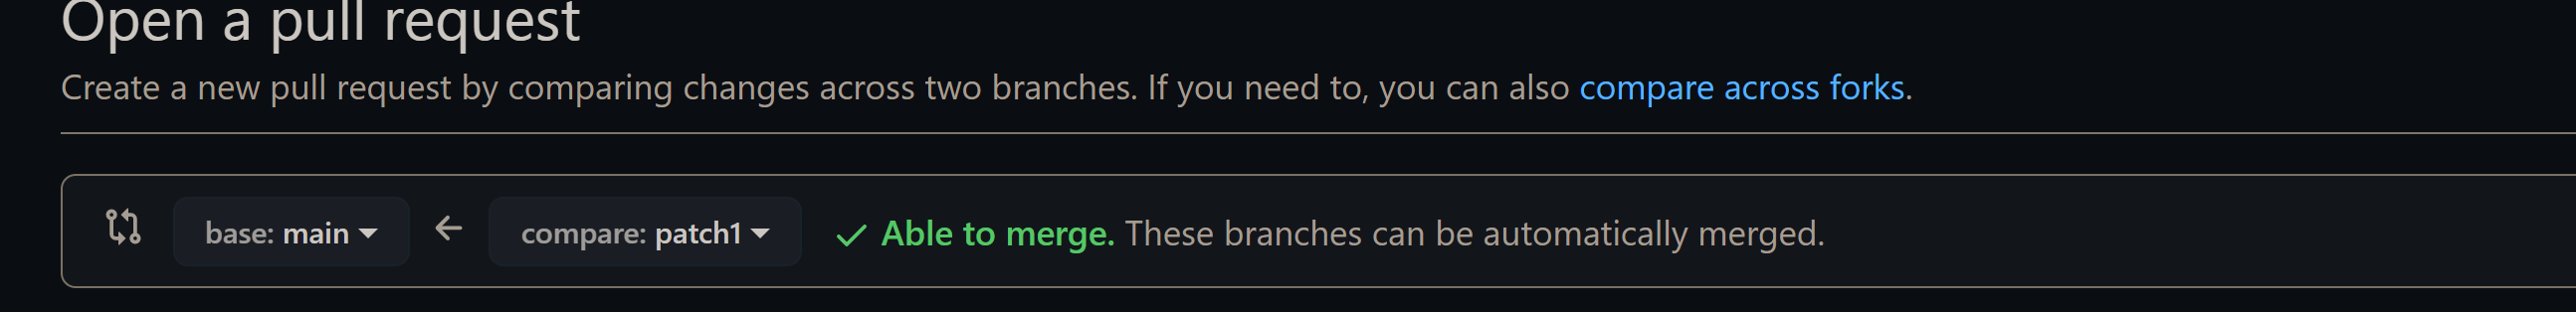 Open a pull request
Create a new pull request by comparing changes across two branches. If you need to, you can also compare across forks.
base: main compare: patch1 Able to merge. These branches can be automatically merged.